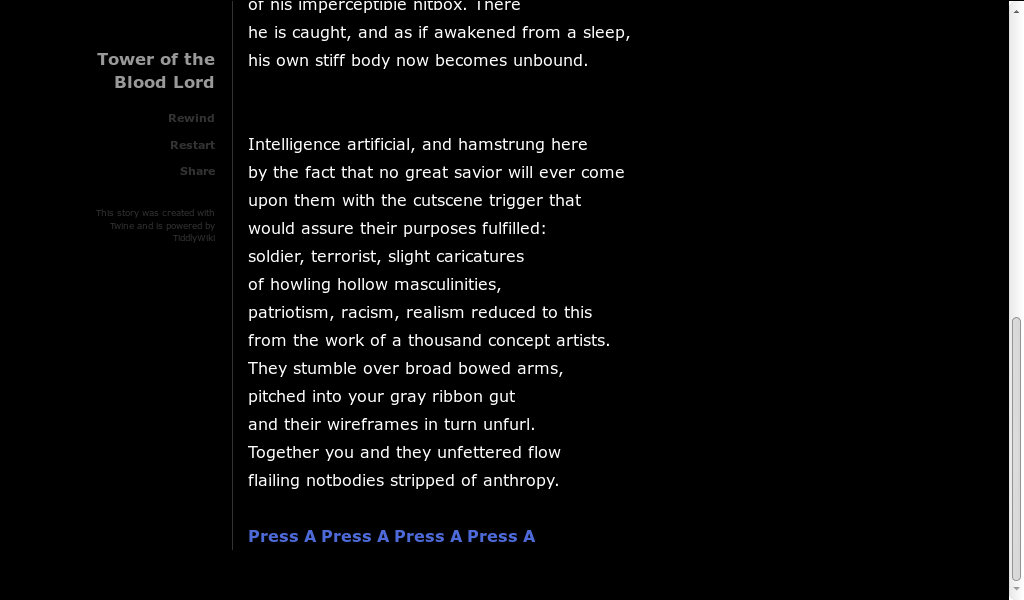 Tower of the
Blood Lord
Rewind
Restart
Share
This story was created with
Twine and is powered by
TiddlyWiki
of his imperceptible hitbox. There
he is caught, and as if awakened from a sleep,
his own stiff body now becomes unbound.
Intelligence artificial, and hamstrung here
by the fact that no great savior will ever come
upon them with the cutscene trigger that
would assure their purposes fulfilled:
soldier, terrorist, slight caricatures
of howling hollow masculinities,
patriotism, racism, realism reduced to this
from the work of a thousand concept artists.
They stumble over broad bowed arms,
pitched into your gray ribbon gut
and their wireframes in turn unfurl.
Together you and they unfettered flow
flailing notbodies stripped of anthropy.
Press A Press A Press A Press A